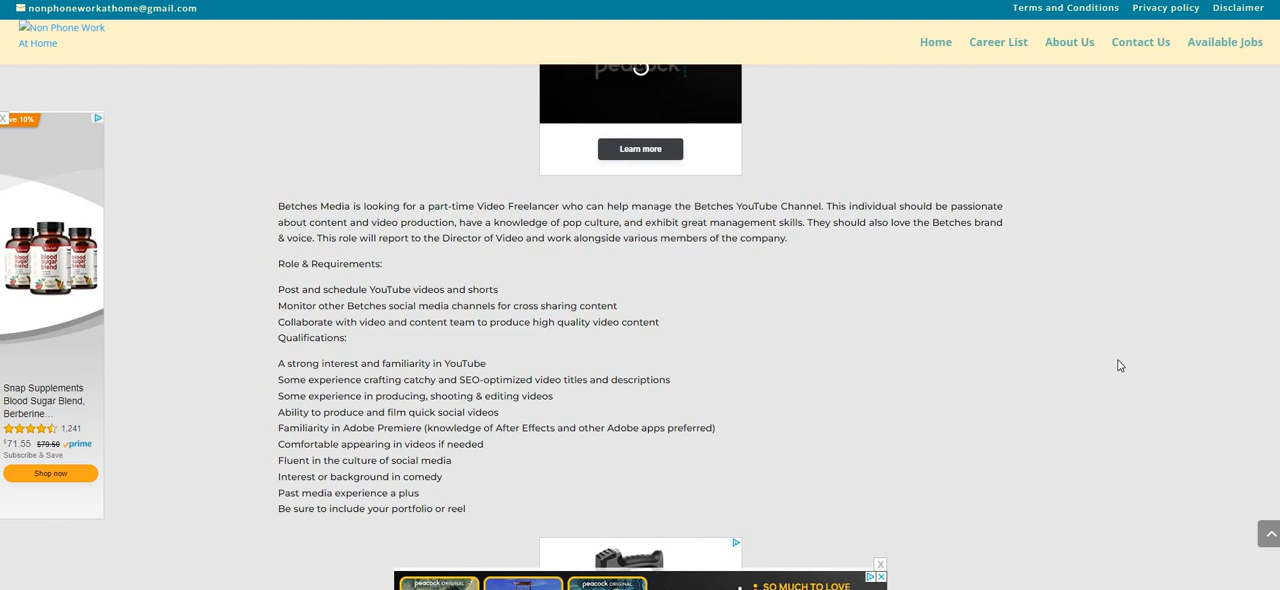 nonphoneworkathome@gmail.com
Terms and Conditions Privacy policy Disclaimer
Non Phone Work
At Home
Home Career List About Us Contact Us Available Jobs
peacock
Learn more
ve 10%
Betches Media is looking for a part-time Video Freelancer who can help manage the Betches YouTube Channel. This individual should be passionate
about content and video production, have a knowledge of pop culture, and exhibit great management skills. They should also love the Betches brand
& voice. This role will report to the Director of Video and work alongside various members of the company.
Role & Requirements:
Post and schedule YouTube videos and shorts
Monitor other Betches social media channels for cross sharing content
Collaborate with video and content team to produce high quality video content
Qualifications:
A strong interest and familiarity in YouTube
Some experience crafting catchy and SEO-optimized video titles and descriptions
Some experience in producing, shooting & editing videos
Ability to produce and film quick social videos
Familiarity in Adobe Premiere (knowledge of After Effects and other Adobe apps preferred)
Comfortable appearing in videos if needed
Fluent in the culture of social media
Interest or background in comedy
Past media experience a plus
Be sure to include your portfolio or reel
blood
sugar
blend
Snap Supplements
Blood Sugar Blend,
Berberine...
1,241
$71.55 $79.50 prime
Subscribe & Save
Shop now
peacock ORIGINAL peacock ORIGINAL
SO MUCH TO LOVE